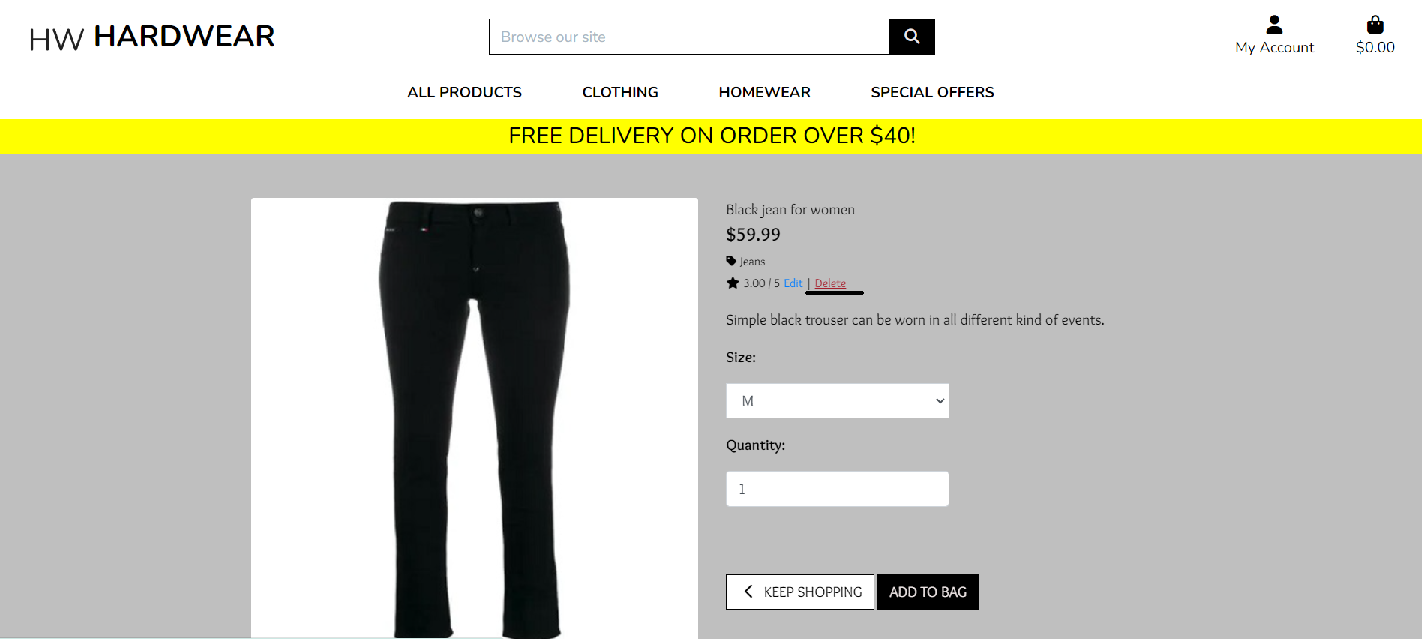 HW HARDWEAR
Browse our site
My Account
$0.00
ALL PRODUCTS CLOTHING HOMEWEAR SPECIAL OFFERS
FREE DELIVERY ON ORDER OVER $40!
Black jean for women
$59.99
Jeans
3.00 / 5 Edit | Delete
Simple black trouser can be worn in all different kind of events.
Size:
M
Quantity:
1
KEEP SHOPPING ADD TO BAG